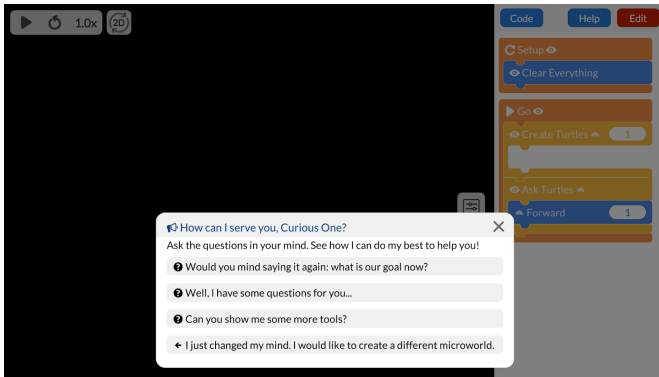 1.0x
2D
Code
Help
Edit
Setup
Clear Everything
Go
Create Turtles
1
Ask Turtles
Forward
1
How can I serve you, Curious One?
Ask the questions in your mind. See how I can do my best to help you!
Would you mind saying it again: what is our goal now?
Well, I have some questions for you...
Can you show me some more tools?
I just changed my mind. I would like to create a different microworld.